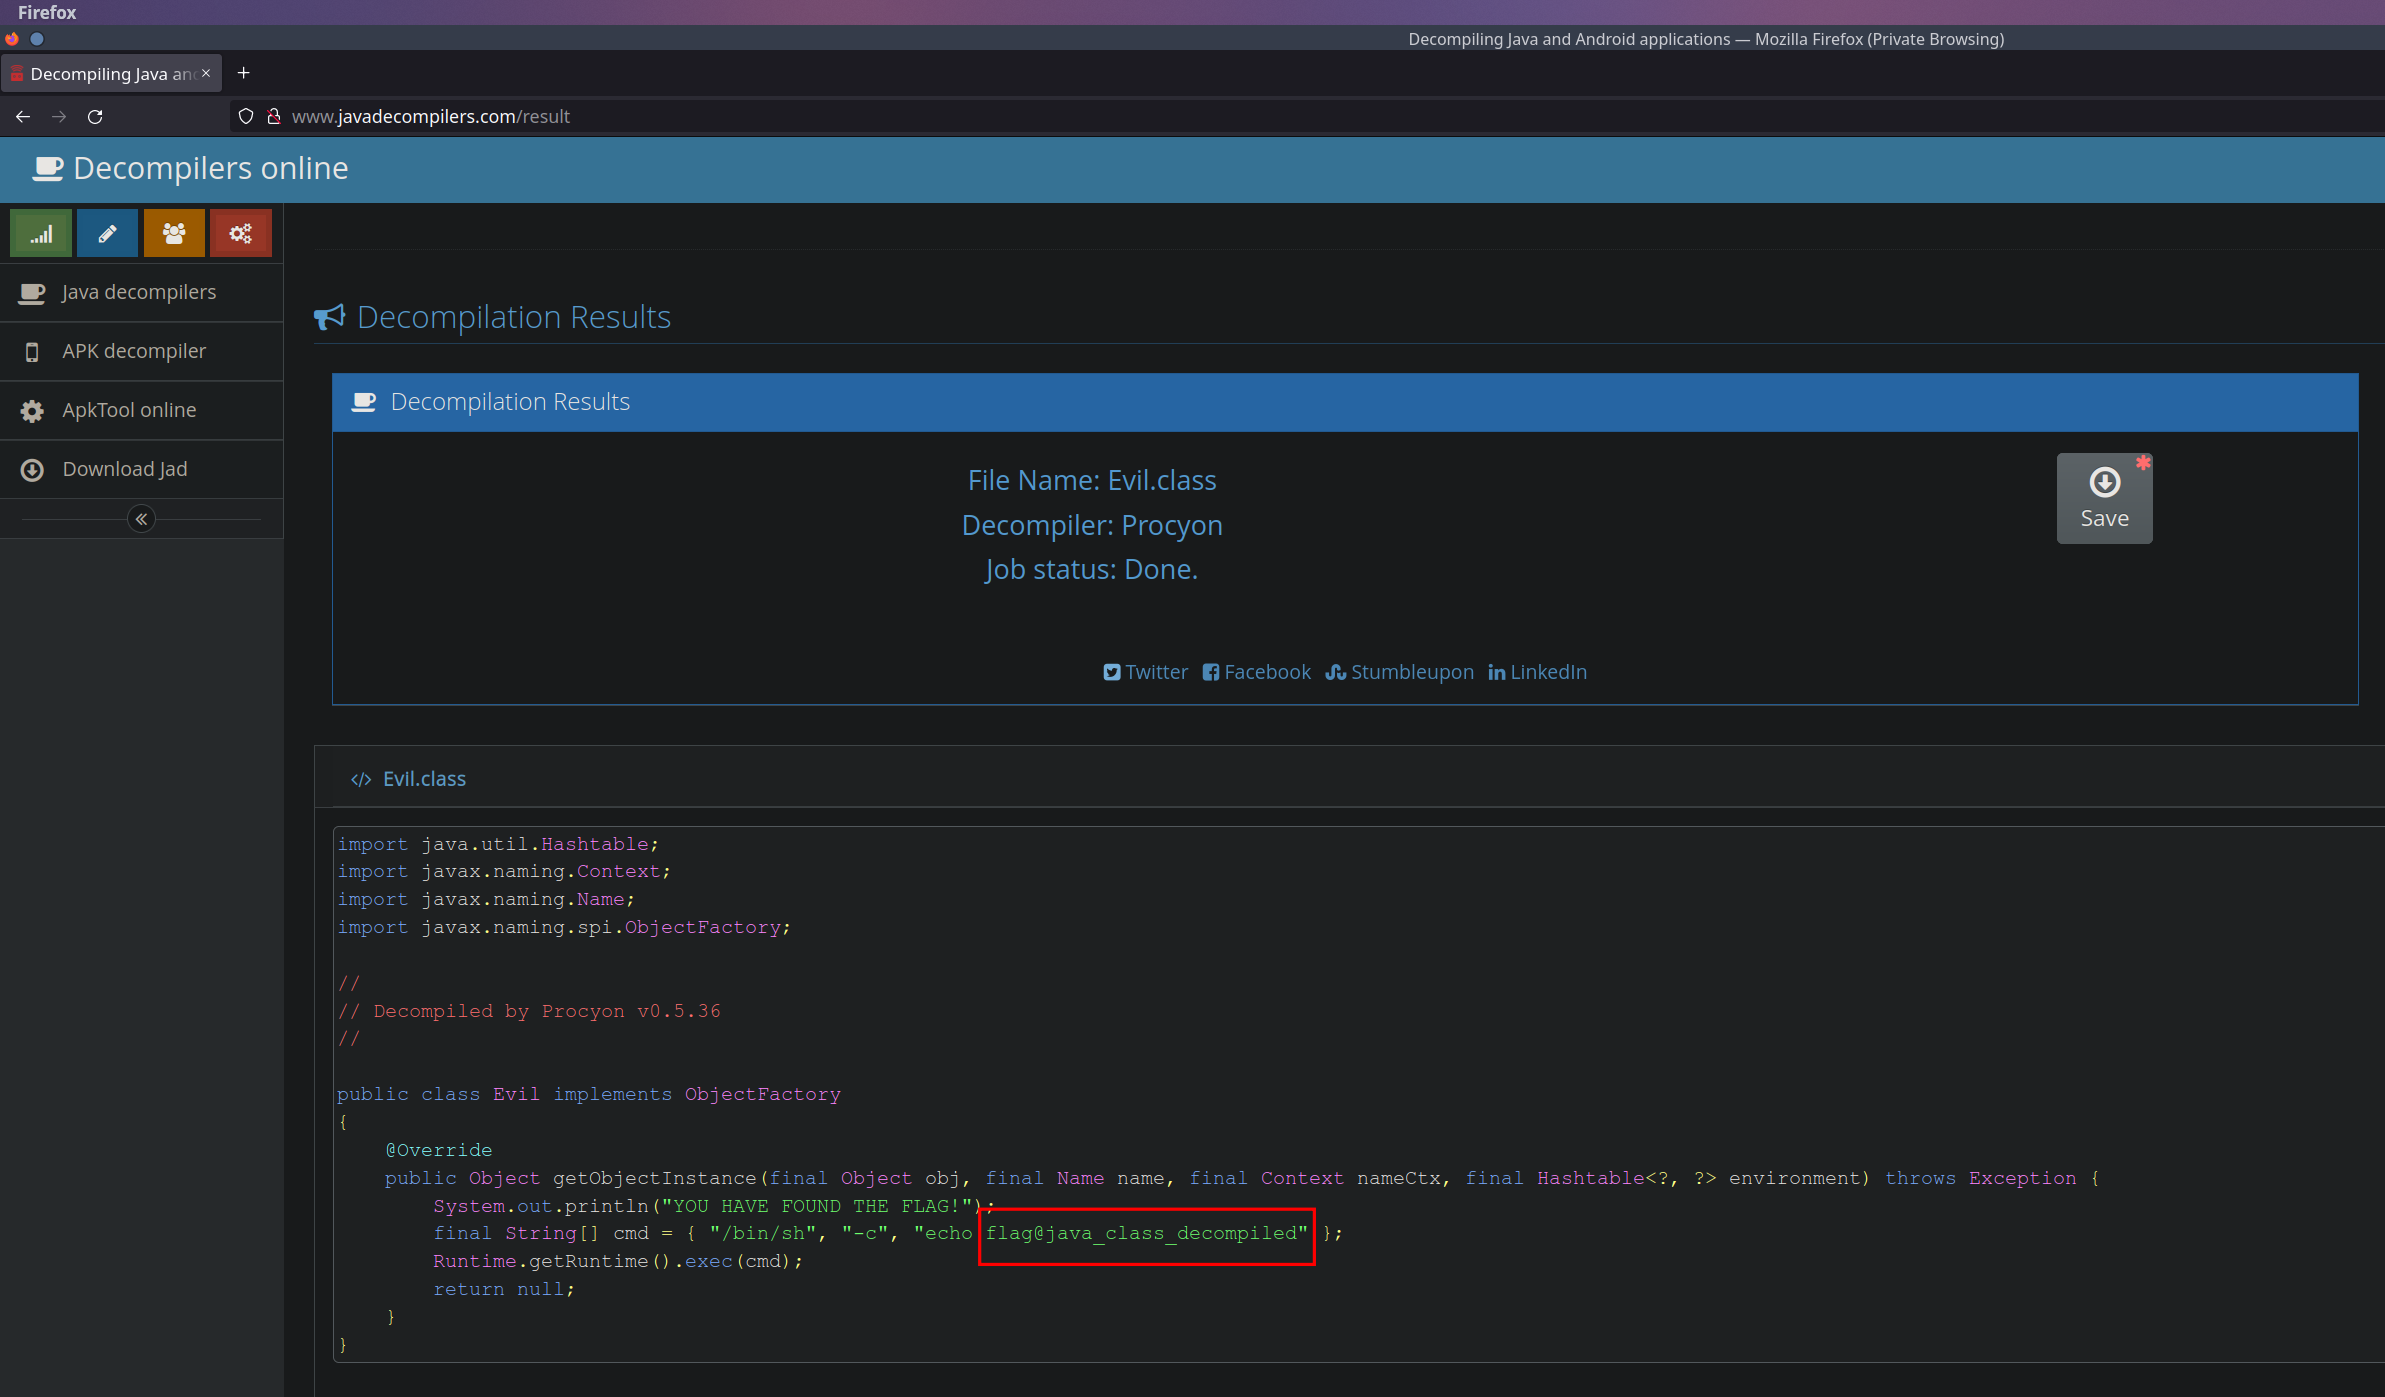 Firefox
Decompiling Java and Android applications — Mozilla Firefox (Private Browsing)
Decompiling Java an
www.javadecompilers.com/result
Decompilers online
Java decompilers
APK decompiler
ApkTool online
Download Jad
Decompilation Results
Decompilation Results
File Name: Evil.class
Decompiler: Procyon
Job status: Done.
Save
Twitter Facebook Stumbleupon LinkedIn
</> Evil.class
import java.util.Hashtable;
import javax.naming.Context;
import javax.naming.Name;
import javax.naming.spi.ObjectFactory;
//
// Decompiled by Procyon v0.5.36
//
public class Evil implements ObjectFactory
{
    @Override
    public Object getObjectInstance(final Object obj, final Name name, final Context nameCtx, final Hashtable<?, ?> environment) throws Exception {
        System.out.println("YOU HAVE FOUND THE FLAG!");
        final String[] cmd = { "/bin/sh", "-c", "echo flag@java_class_decompiled" };
        Runtime.getRuntime().exec(cmd);
        return null;
    }
}